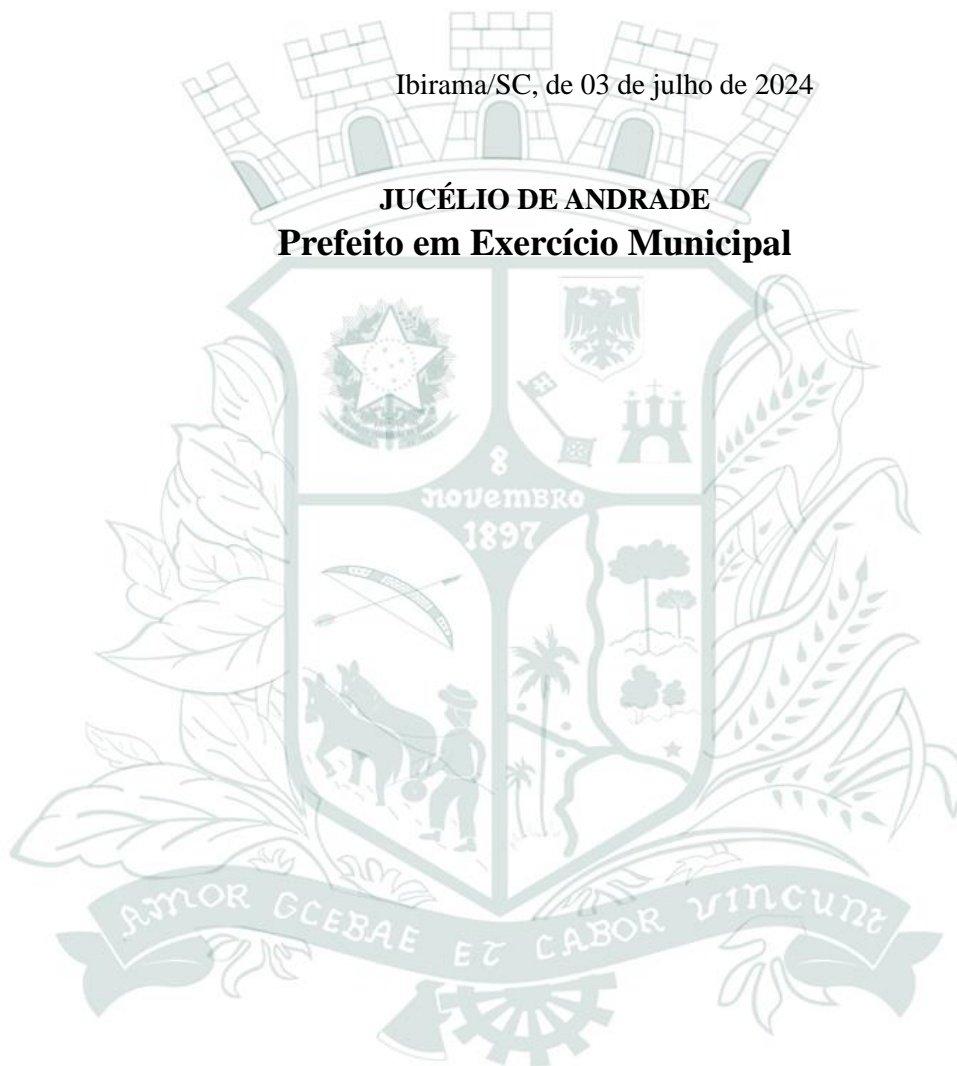 Ibirama/SC, de 03 de julho de 2024
JUCÉLIO DE ANDRADE
Prefeito em Exercício Municipal
8
NOVEMBRO
1897
AMOR GLEBAE ET LABOR VINCUNT